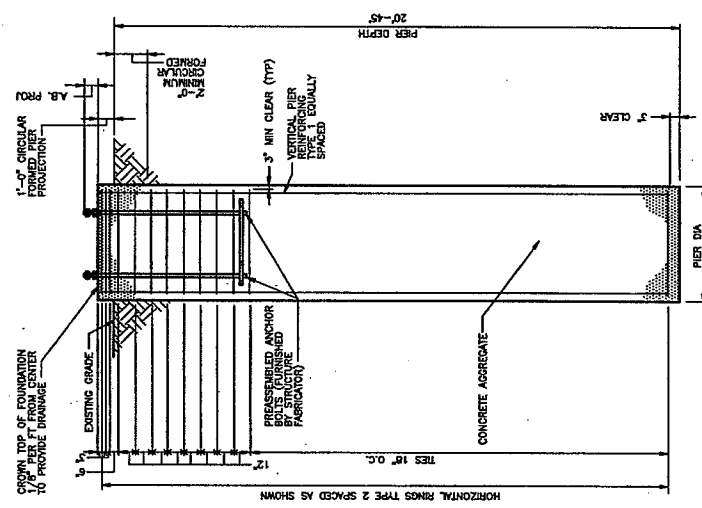 CROWN TOP OF FOUNDATION
1/8" PER FT FROM CENTER
TO PROVIDE DRAINAGE
EXISTING GRADE
1'-0" CIRCULAR
FORMED PIER
PROJECTION
A.B. PROJ.
2'-0"
MINIMUM
CIRCULAR
FORMED
PIER DEPTH
20'-45'
3" MIN CLEAR (TYP)
VERTICAL PIER
REINFORCING
TYPE 1 EQUALLY
SPACED
3"
6"
12"
PREASSEMBLED ANCHOR
BOLTS (FURNISHED
BY STRUCTURE
FABRICATOR)
CONCRETE AGGREGATE
TIES 18" O.C.
HORIZONTAL RINGS TYPE 2 SPACED AS SHOWN
3" CLEAR
PIER DIA